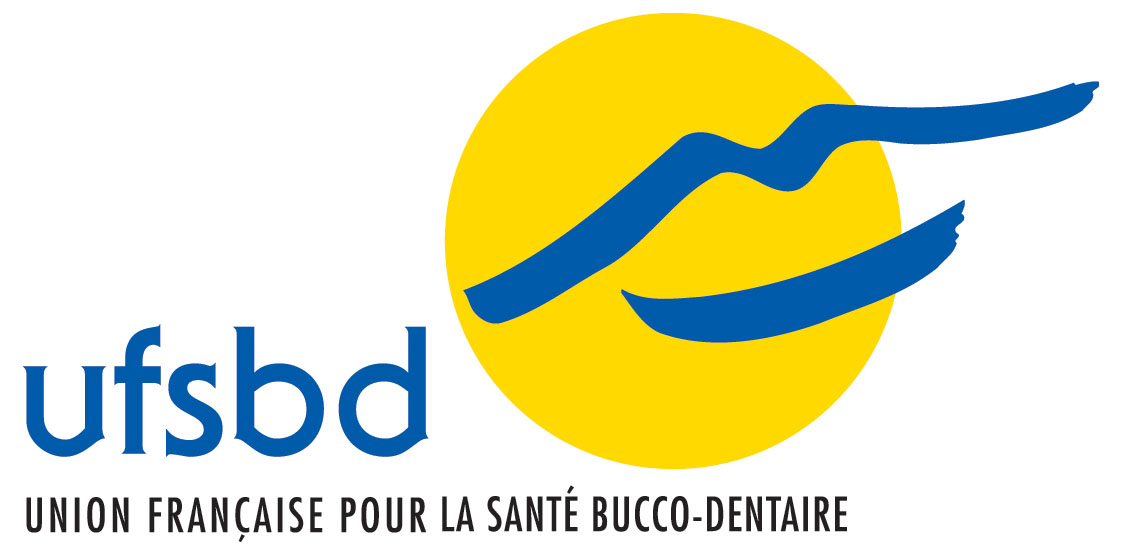 ufsbd
UNION FRANÇAISE POUR LA SANTÉ BUCCO-DENTAIRE